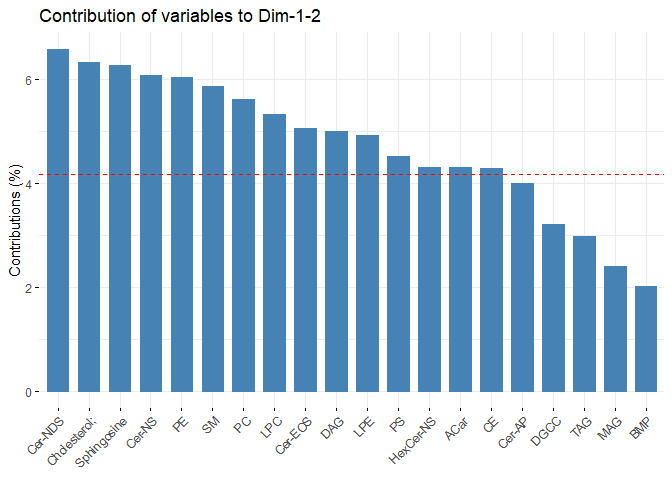 Contribution of variables to Dim-1-2
Contributions (%)
6
4
2
0
Cer-NDS
Cholesterol;
Sphingosine
Cer-NS
PE
SM
PC
LPC
Cer-EOS
DAG
LPE
PS
HexCer-NS
ACar
CE
Cer-AP
DGCC
TAG
MAG
BMP